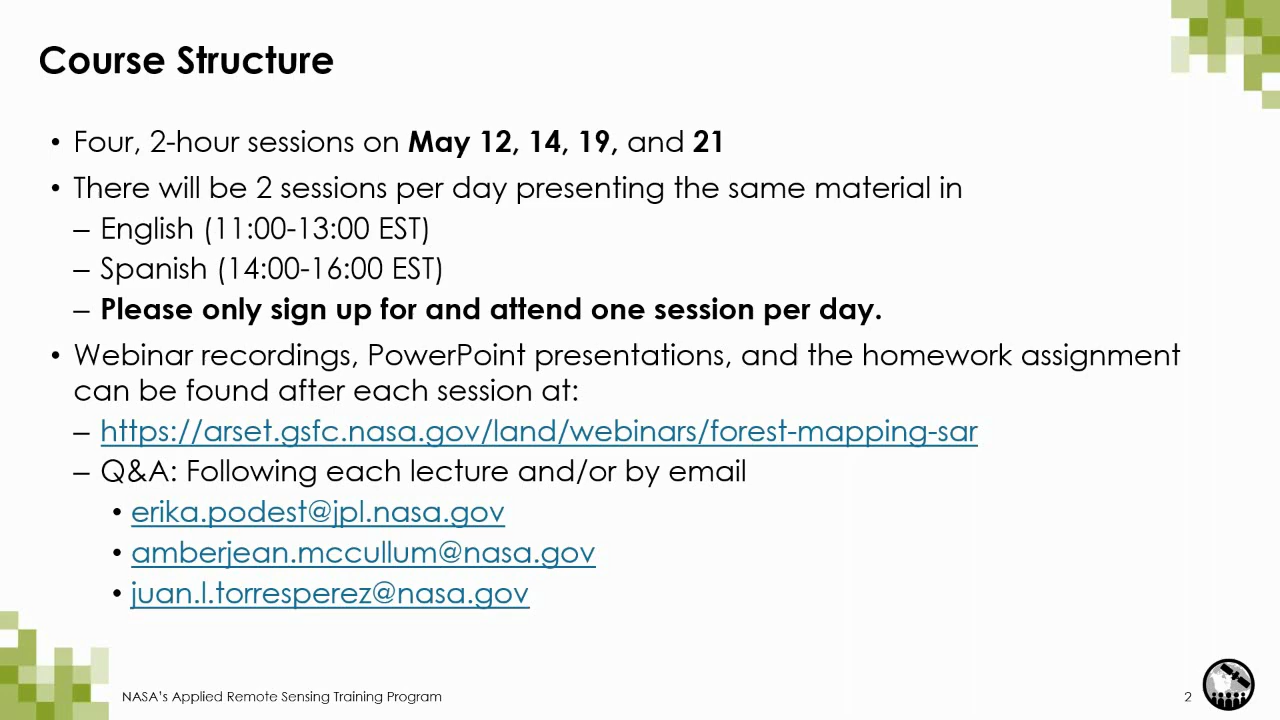 Course Structure
• Four, 2-hour sessions on May 12, 14, 19, and 21
• There will be 2 sessions per day presenting the same material in
– English (11:00-13:00 EST)
– Spanish (14:00-16:00 EST)
– Please only sign up for and attend one session per day.
• Webinar recordings, PowerPoint presentations, and the homework assignment
can be found after each session at:
– https://arset.gsfc.nasa.gov/land/webinars/forest-mapping-sar
– Q&A: Following each lecture and/or by email
• erika.podest@jpl.nasa.gov
• amberjean.mccullum@nasa.gov
• juan.l.torresperez@nasa.gov
NASA's Applied Remote Sensing Training Program
2